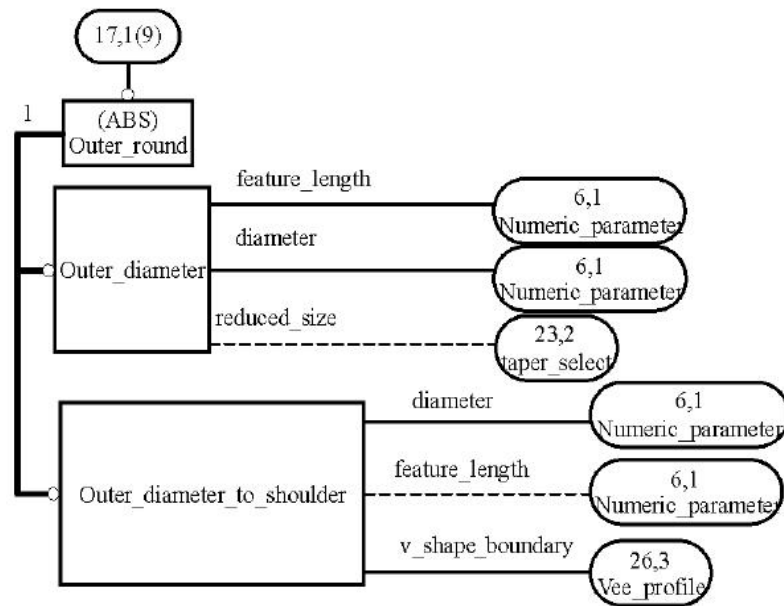 17,1(9)
1
(ABS)
Outer_round
feature_length
6,1
Numeric_parameter
diameter
Outer_diameter
6,1
Numeric_parameter
reduced_size
23,2
taper_select
diameter
6,1
Numeric_parameter
feature_length
Outer_diameter_to_shoulder
6,1
Numeric_parameter
v_shape_boundary
26,3
Vee_profile